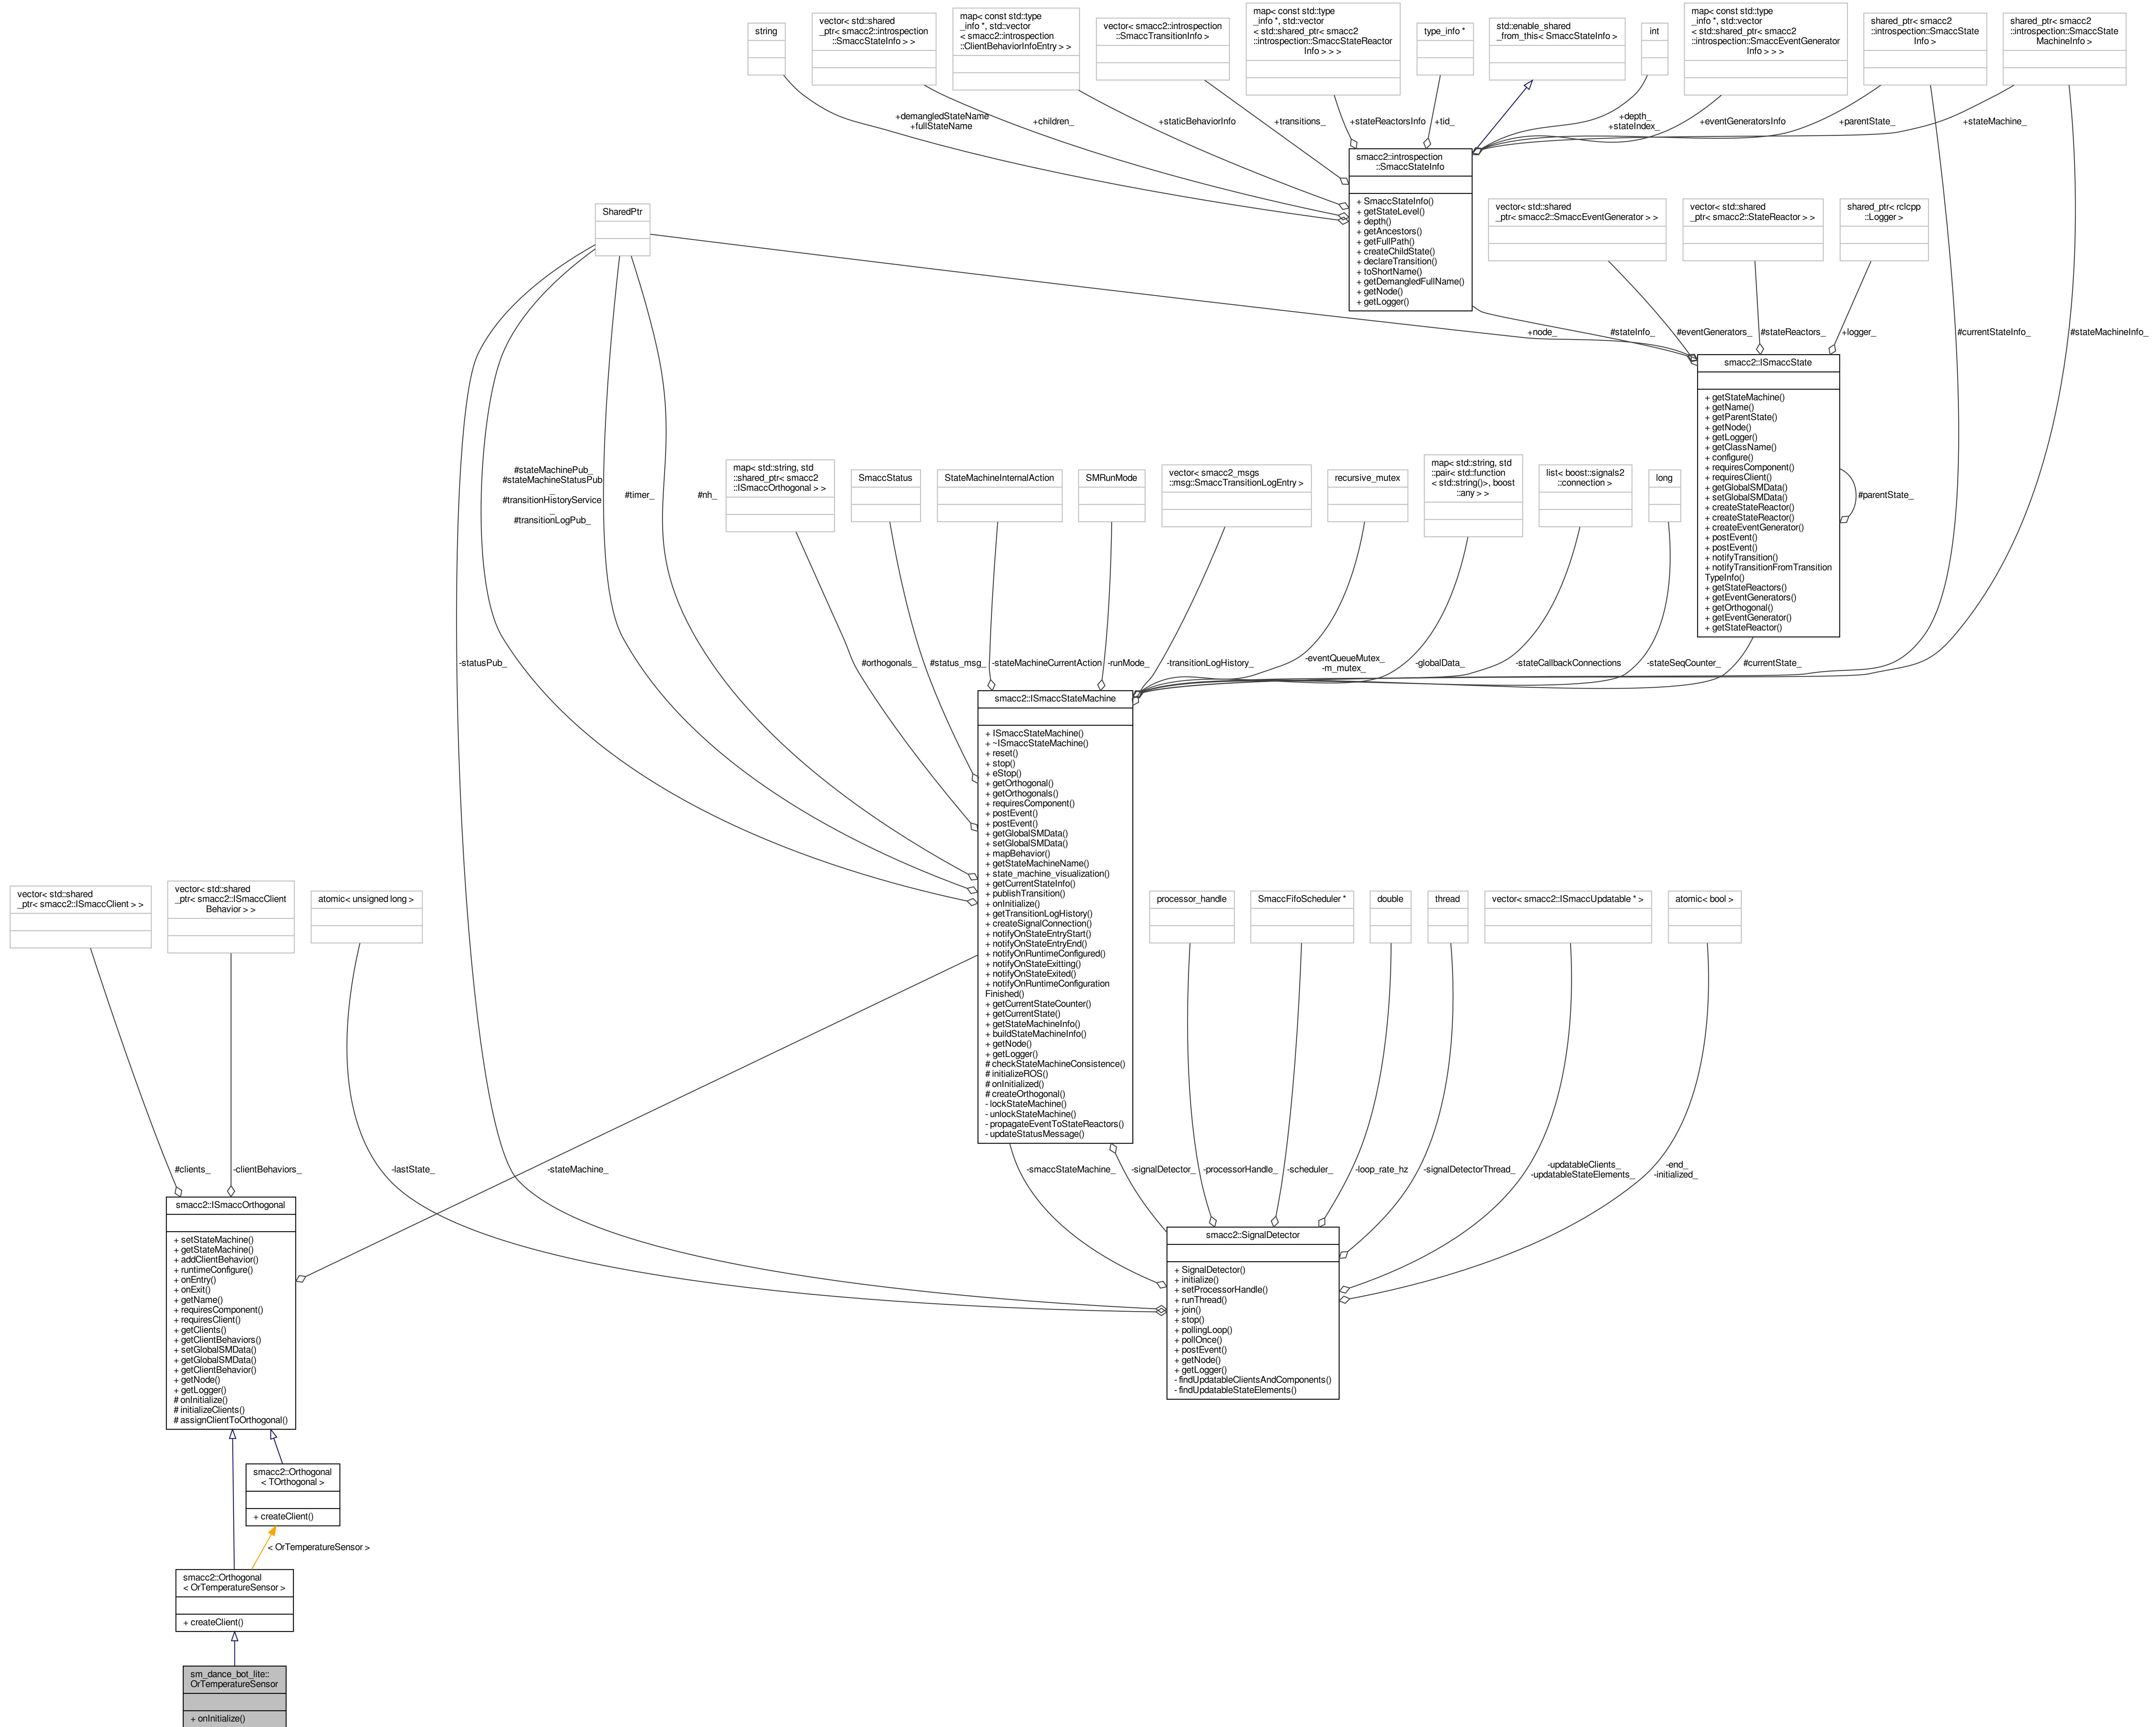 string
vector< std::shared
_ptr< smacc2::introspection
::SmaccStateInfo > >
map< const std::type
_info *, std::vector
< smacc2::introspection
::ClientBehaviorInfoEntry > >
vector< smacc2::introspection
::SmaccTransitionInfo >
map< const std::type
_info *, std::vector
< std::shared_ptr< smacc2
::introspection::SmaccStateReactor
Info > > >
type_info *
std::enable_shared
_from_this< SmaccStateInfo >
int
map< const std::type
_info *, std::vector
< std::shared_ptr< smacc2
::introspection::SmaccEventGenerator
Info > > >
shared_ptr< smacc2
::introspection::SmaccState
Info >
shared_ptr< smacc2
::introspection::SmaccState
MachineInfo >
+demangledStateName
+fullStateName
+children_
+staticBehaviorInfo
+transitions_
+stateReactorsInfo
+tid_
+depth_
+stateIndex_
+eventGeneratorsInfo
+parentState_
+stateMachine_
smacc2::introspection
::SmaccStateInfo
+ SmaccStateInfo()
+ getStateLevel()
+ depth()
+ getAncestors()
+ getFullPath()
+ createChildState()
+ declareTransition()
+ toShortName()
+ getDemangledFullName()
+ getNode()
+ getLogger()
SharedPtr
vector< std::shared
_ptr< smacc2::SmaccEventGenerator > >
vector< std::shared
_ptr< smacc2::StateReactor > >
shared_ptr< rclcpp
::Logger >
+node_
#stateInfo_
#eventGenerators_
#stateReactors_
+logger_
#currentStateInfo_
#stateMachineInfo_
smacc2::ISmaccState
+ getStateMachine()
+ getName()
+ getParentState()
+ getNode()
+ getLogger()
+ getClassName()
+ configure()
+ requiresComponent()
+ requiresClient()
+ getGlobalSMData()
+ setGlobalSMData()
+ createStateReactor()
+ createStateReactor()
+ createEventGenerator()
+ postEvent()
+ postEvent()
+ notifyTransition()
+ notifyTransitionFromTransition
TypeInfo()
+ getStateReactors()
+ getEventGenerators()
+ getOrthogonal()
+ getEventGenerator()
+ getStateReactor()
#parentState_
#stateMachinePub_
#stateMachineStatusPub
_
#transitionHistoryService
_
#transitionLogPub_
#timer_
#nh_
map< std::string, std
::shared_ptr< smacc2
::ISmaccOrthogonal > >
SmaccStatus
StateMachineInternalAction
SMRunMode
vector< smacc2_msgs
::msg::SmaccTransitionLogEntry >
recursive_mutex
map< std::string, std
::pair< std::function
< std::string()>, boost
::any > >
list< boost::signals2
::connection >
long
-statusPub_
#orthogonals_
#status_msg_
-stateMachineCurrentAction
-runMode_
-transitionLogHistory_
-eventQueueMutex_
-m_mutex_
-globalData_
-stateCallbackConnections
-stateSeqCounter_
#currentState_
smacc2::ISmaccStateMachine
+ ISmaccStateMachine()
+ ~ISmaccStateMachine()
+ reset()
+ stop()
+ eStop()
+ getOrthogonal()
+ getOrthogonals()
+ requiresComponent()
+ postEvent()
+ postEvent()
+ getGlobalSMData()
+ setGlobalSMData()
+ mapBehavior()
+ getStateMachineName()
+ state_machine_visualization()
+ getCurrentStateInfo()
+ publishTransition()
+ onInitialize()
+ getTransitionLogHistory()
+ createSignalConnection()
+ notifyOnStateEntryStart()
+ notifyOnStateEntryEnd()
+ notifyOnRuntimeConfigured()
+ notifyOnStateExitting()
+ notifyOnStateExited()
+ notifyOnRuntimeConfiguration
Finished()
+ getCurrentStateCounter()
+ getCurrentState()
+ getStateMachineInfo()
+ buildStateMachineInfo()
+ getNode()
+ getLogger()
# checkStateMachineConsistence()
# initializeROS()
# onInitialized()
# createOrthogonal()
- lockStateMachine()
- unlockStateMachine()
- propagateEventToStateReactors()
- updateStatusMessage()
vector< std::shared
_ptr< smacc2::ISmaccClient > >
vector< std::shared
_ptr< smacc2::ISmaccClient
Behavior > >
atomic< unsigned long >
processor_handle
SmaccFifoScheduler *
double
thread
vector< smacc2::ISmaccUpdatable * >
atomic< bool >
#clients_
-clientBehaviors_
-lastState_
-stateMachine_
-smaccStateMachine_
-signalDetector_
-processorHandle_
-scheduler_
-loop_rate_hz
-signalDetectorThread_
-updatableClients_
-updatableStateElements_
-end_
-initialized_
smacc2::ISmaccOrthogonal
+ setStateMachine()
+ getStateMachine()
+ addClientBehavior()
+ runtimeConfigure()
+ onEntry()
+ onExit()
+ getName()
+ requiresComponent()
+ requiresClient()
+ getClients()
+ getClientBehaviors()
+ setGlobalSMData()
+ getGlobalSMData()
+ getClientBehavior()
+ getNode()
+ getLogger()
# onInitialize()
# initializeClients()
# assignClientToOrthogonal()
smacc2::SignalDetector
+ SignalDetector()
+ initialize()
+ setProcessorHandle()
+ runThread()
+ join()
+ stop()
+ pollingLoop()
+ pollOnce()
+ postEvent()
+ getNode()
+ getLogger()
- findUpdatableClientsAndComponents()
- findUpdatableStateElements()
smacc2::Orthogonal
< TOrthogonal >
+ createClient()
< OrTemperatureSensor >
smacc2::Orthogonal
< OrTemperatureSensor >
+ createClient()
sm_dance_bot_lite::
OrTemperatureSensor
+ onInitialize()